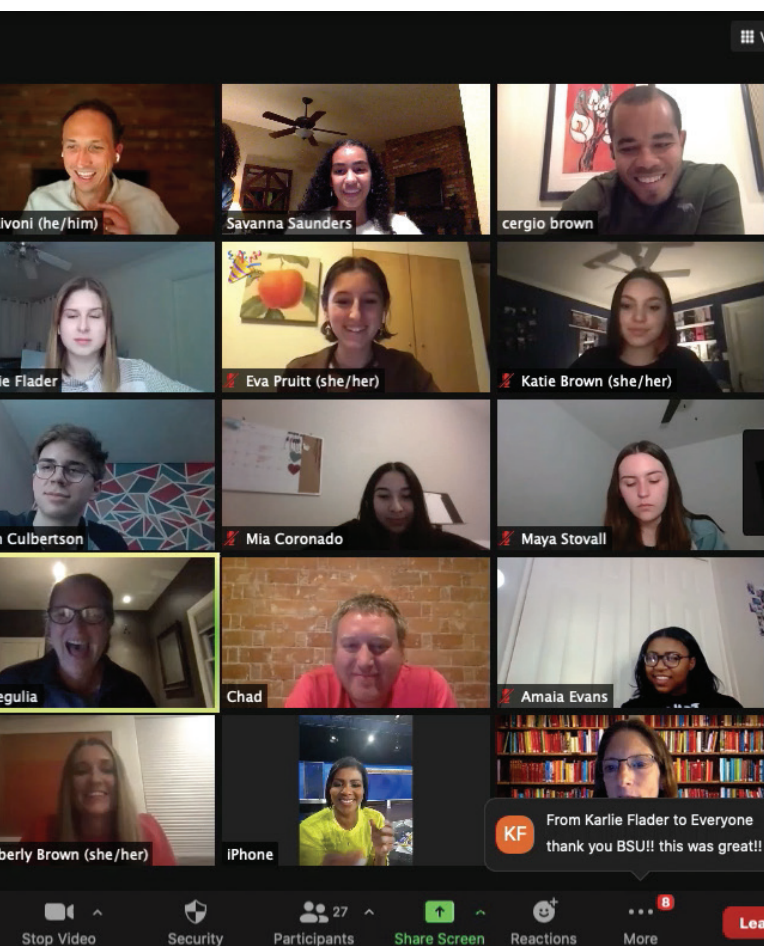 V
ivoni (he/him)
Savanna Saunders
cergio brown
ie Flader
Eva Pruitt (she/her)
Katie Brown (she/her)
n Culbertson
Mia Coronado
Maya Stovall
egulia
Chad
Amaia Evans
berly Brown (she/her)
iPhone
KF
From Karlie Flader to Everyone
thank you BSU!! this was great!!
27
8
Stop Video
Security
Participants
Share Screen
Reactions
More
Lea